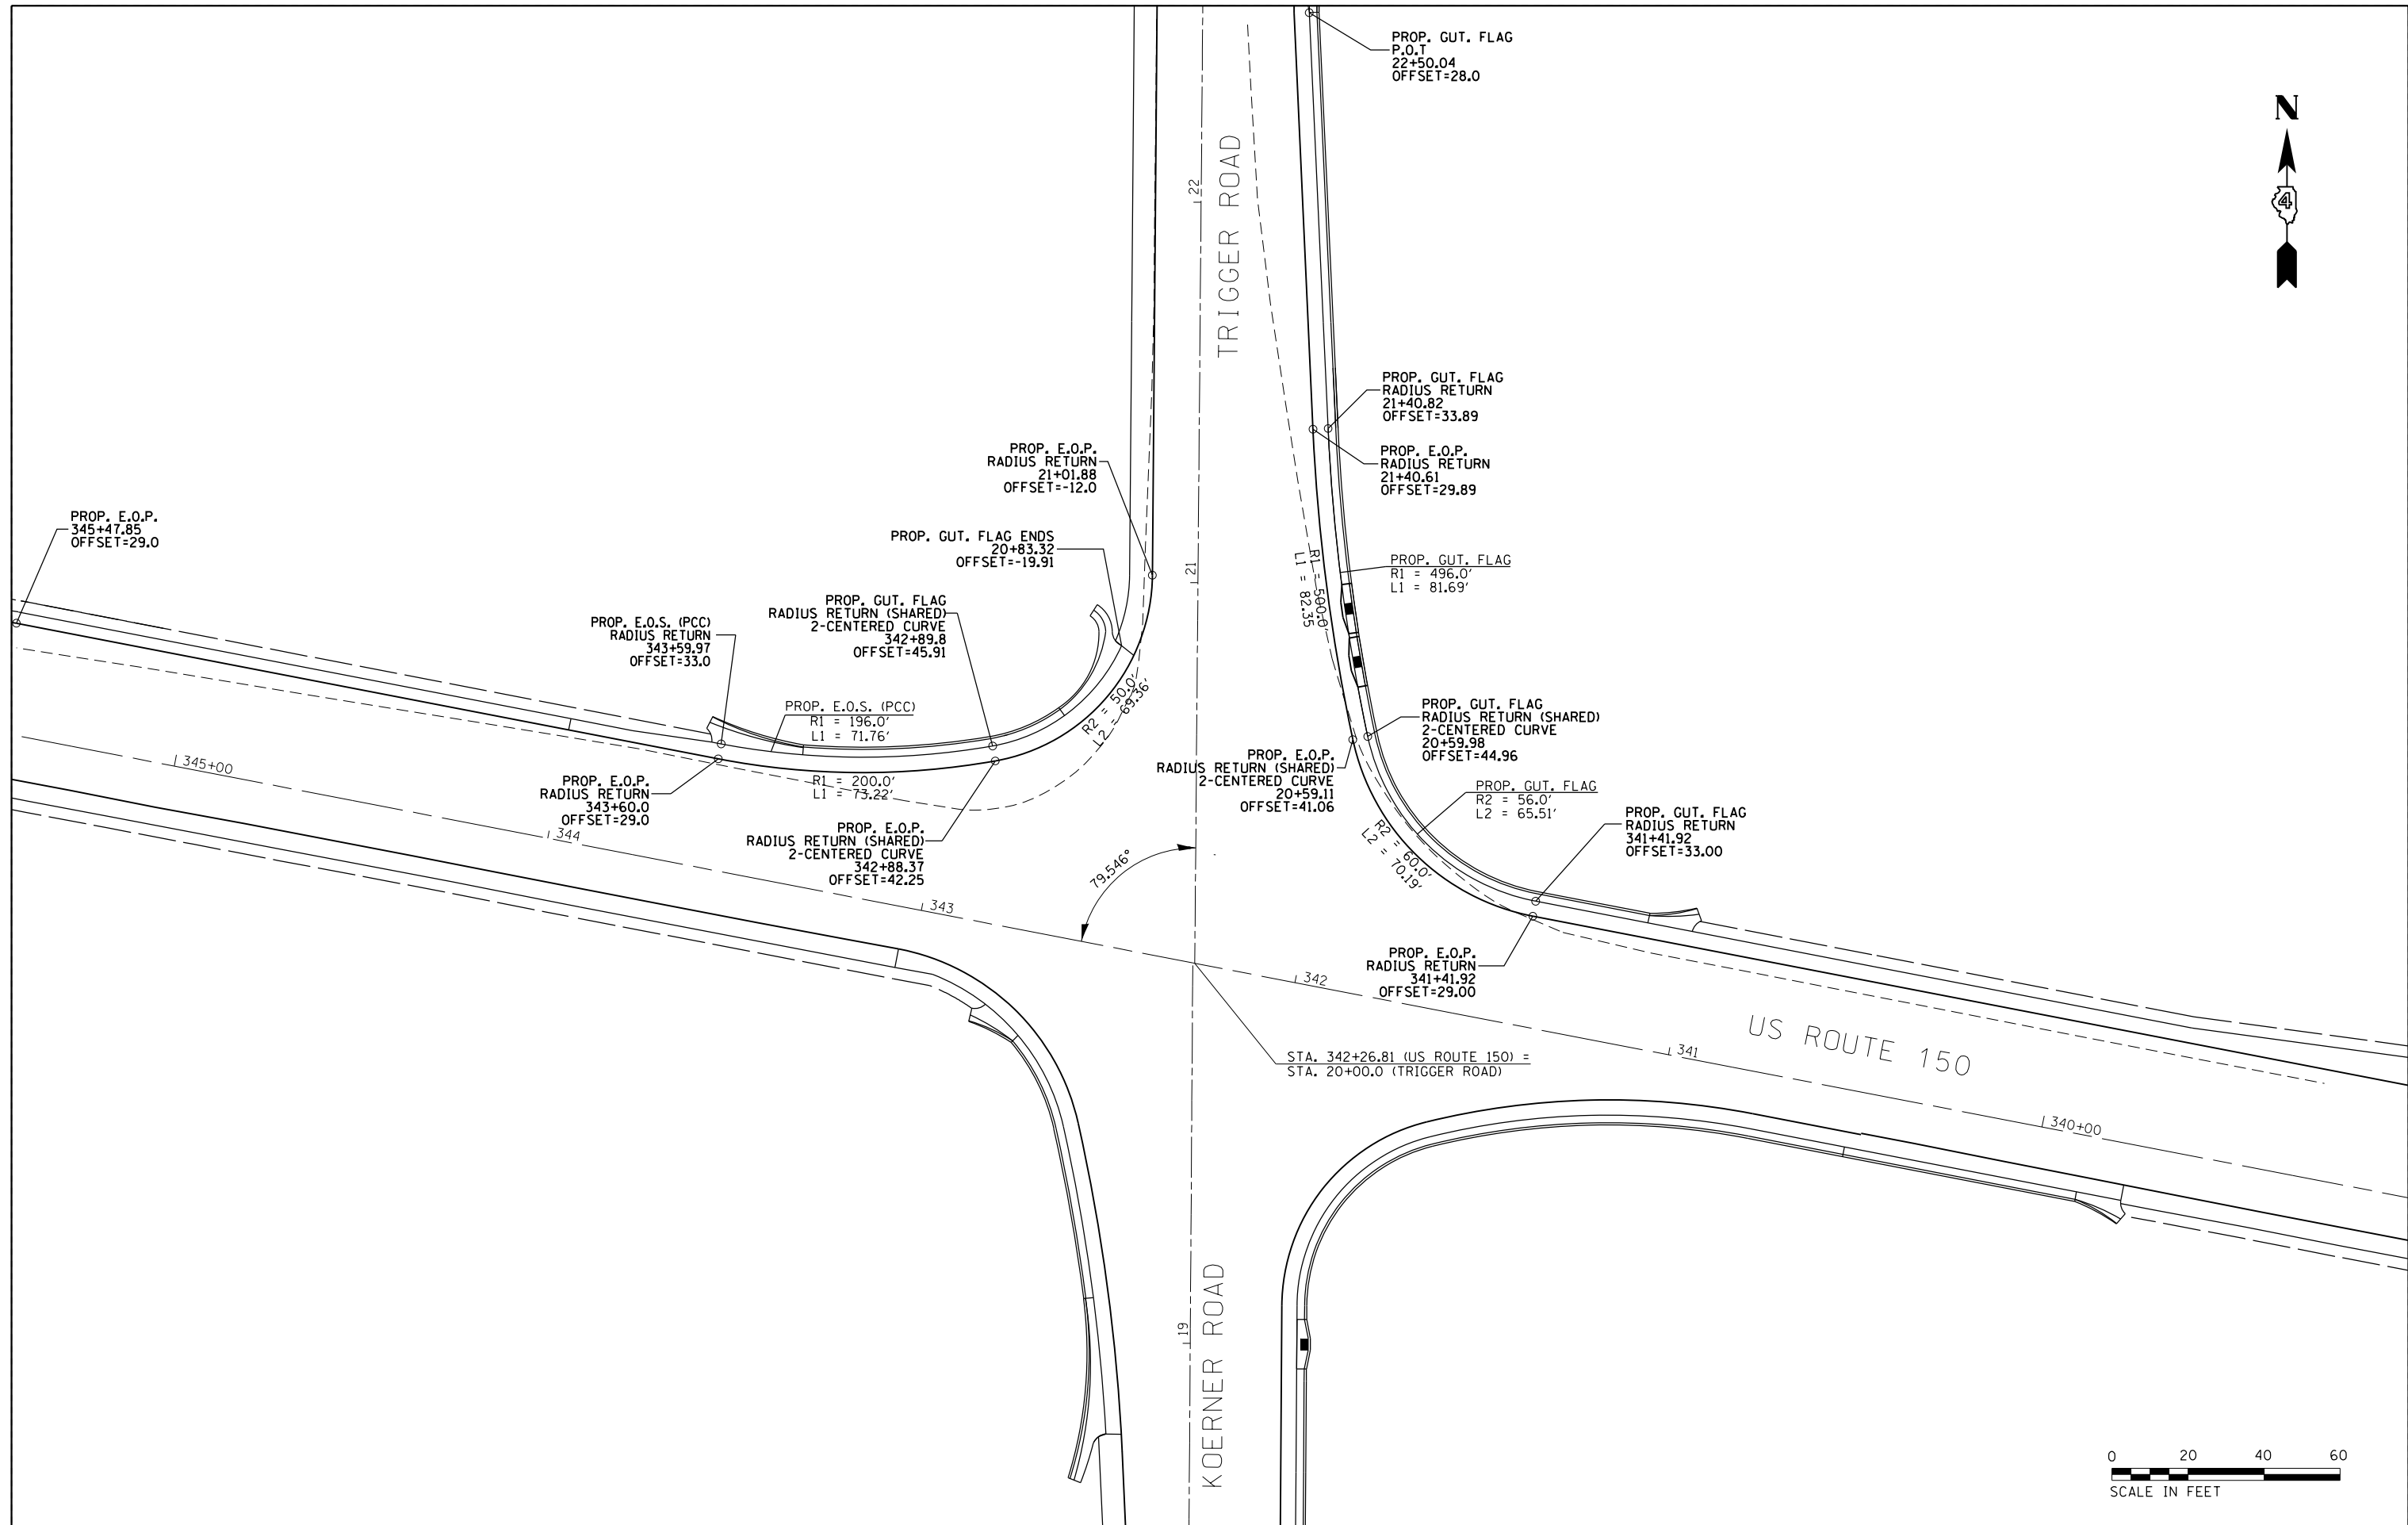 PROP. GUT. FLAG
P.O.T
22+50.04
OFFSET=28.0
N
4
22
TRIGGER ROAD
PROP. GUT. FLAG
RADIUS RETURN
21+40.82
OFFSET=33.89
PROP. E.O.P.
RADIUS RETURN
21+01.88
OFFSET=-12.0
PROP. E.O.P.
RADIUS RETURN
21+40.61
OFFSET=29.89
PROP. E.O.P.
345+47.85
OFFSET=29.0
PROP. GUT. FLAG ENDS
20+83.32
OFFSET=-19.91
21
R1 = 500.0'
L1 = 82.35
PROP. GUT. FLAG
R1 = 496.0'
L1 = 81.69'
PROP. GUT. FLAG
RADIUS RETURN (SHARED)
2-CENTERED CURVE
342+89.8
OFFSET=45.91
PROP. E.O.S. (PCC)
RADIUS RETURN
343+59.97
OFFSET=33.0
PROP. E.O.S. (PCC)
R1 = 196.0'
L1 = 71.76'
R2 = 50.0'
L2 = 69.36'
PROP. GUT. FLAG
RADIUS RETURN (SHARED)
2-CENTERED CURVE
20+59.98
OFFSET=44.96
345+00
PROP. E.O.P.
RADIUS RETURN
343+60.0
OFFSET=29.0
R1 = 200.0'
L1 = 73.22'
PROP. E.O.P.
RADIUS RETURN (SHARED)
2-CENTERED CURVE
20+59.11
OFFSET=41.06
PROP. GUT. FLAG
R2 = 56.0'
L2 = 65.51'
PROP. GUT. FLAG
RADIUS RETURN
341+41.92
OFFSET=33.00
344
PROP. E.O.P.
RADIUS RETURN (SHARED)
2-CENTERED CURVE
342+88.37
OFFSET=42.25
79.546°
R2 = 60.0'
L2 = 70.19'
343
PROP. E.O.P.
RADIUS RETURN
341+41.92
OFFSET=29.00
342
US ROUTE 150
341
STA. 342+26.81 (US ROUTE 150) =
STA. 20+00.0 (TRIGGER ROAD)
340+00
19
KOERNER ROAD
0 20 40 60
SCALE IN FEET